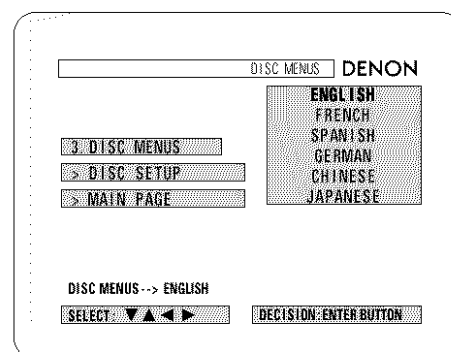 DISC MENUS DENON
ENGLISH
FRENCH
SPANISH
GERMAN
CHINESE
JAPANESE
3 DISC MENUS
> DISC SETUP
> MAIN PAGE
DISC MENUS --> ENGLISH
SELECT: ▼ ▲ ◀ ▶
DECISION: ENTER BUTTON